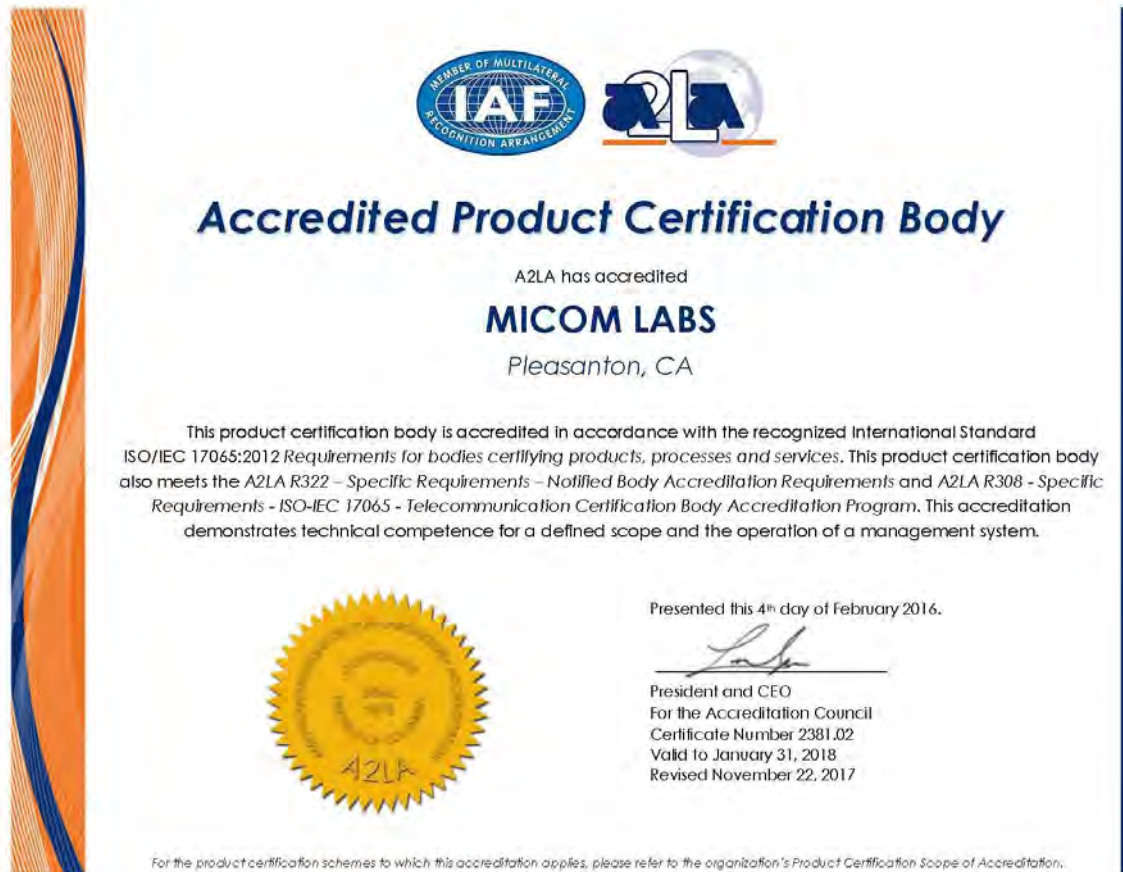 MEMBER OF MULTILATERAL
IAF
RECOGNITION ARRANGEMENT
a2La
Accredited Product Certification Body
A2LA has accredited
MICOM LABS
Pleasanton, CA
This product certification body is accredited in accordance with the recognized International Standard
ISO/IEC 17065:2012 Requirements for bodies certifying products, processes and services. This product certification body
also meets the A2LA R322 – Specific Requirements – Notified Body Accreditation Requirements and A2LA R308 - Specific
Requirements - ISO-IEC 17065 - Telecommunication Certification Body Accreditation Program. This accreditation
demonstrates technical competence for a defined scope and the operation of a management system.
Presented this 4th day of February 2016.
President and CEO
For the Accreditation Council
Certificate Number 2381.02
Valid to January 31, 2018
Revised November 22, 2017
A2LA
For the product certification schemes to which this accreditation applies, please refer to the organization's Product Certification Scope of Accreditation.